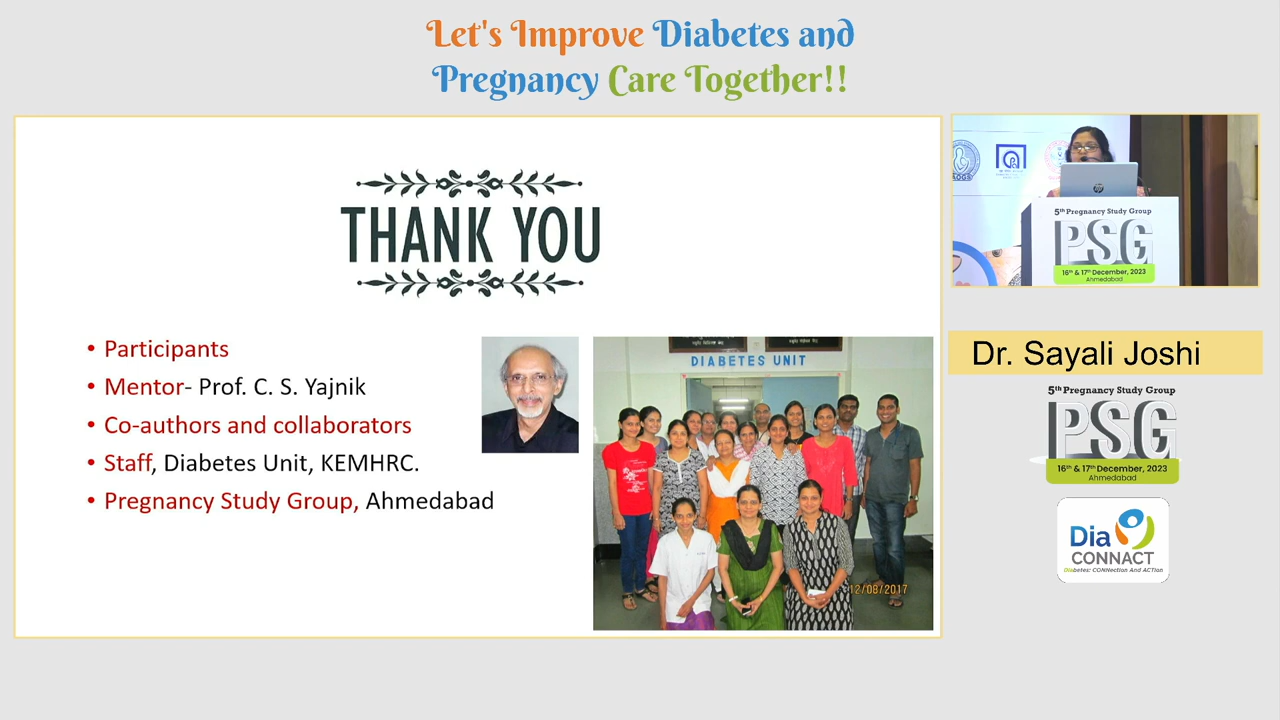 Let's Improve Diabetes and
Pregnancy Care Together!!
THANK YOU
• Participants
• Mentor- Prof. C. S. Yajnik
• Co-authors and collaborators
• Staff, Diabetes Unit, KEMHRC.
• Pregnancy Study Group, Ahmedabad
DIABETES UNIT
12/08/2017
hp
5th Pregnancy Study Group
PSG
16th & 17th December, 2023
Ahmedabad
Dr. Sayali Joshi
5th Pregnancy Study Group
PSG
16th & 17th December, 2023
Ahmedabad
Dia
CONNACT
Diabetes: CONNection And ACTion